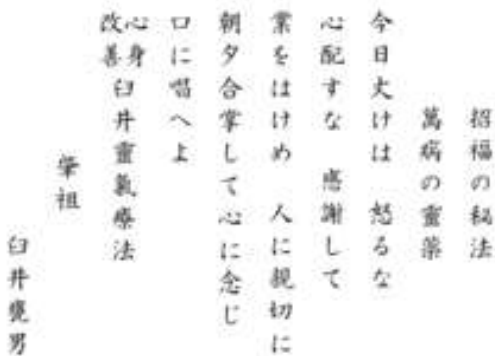 招福の秘法
萬病の霊薬
今日丈けは　怒るな
心配すな　感謝して
業をはけめ　人に親切に
朝夕合掌して心に念じ
口に唱へよ
心身
改善
臼井靈氣療法
肇祖
臼井甕男